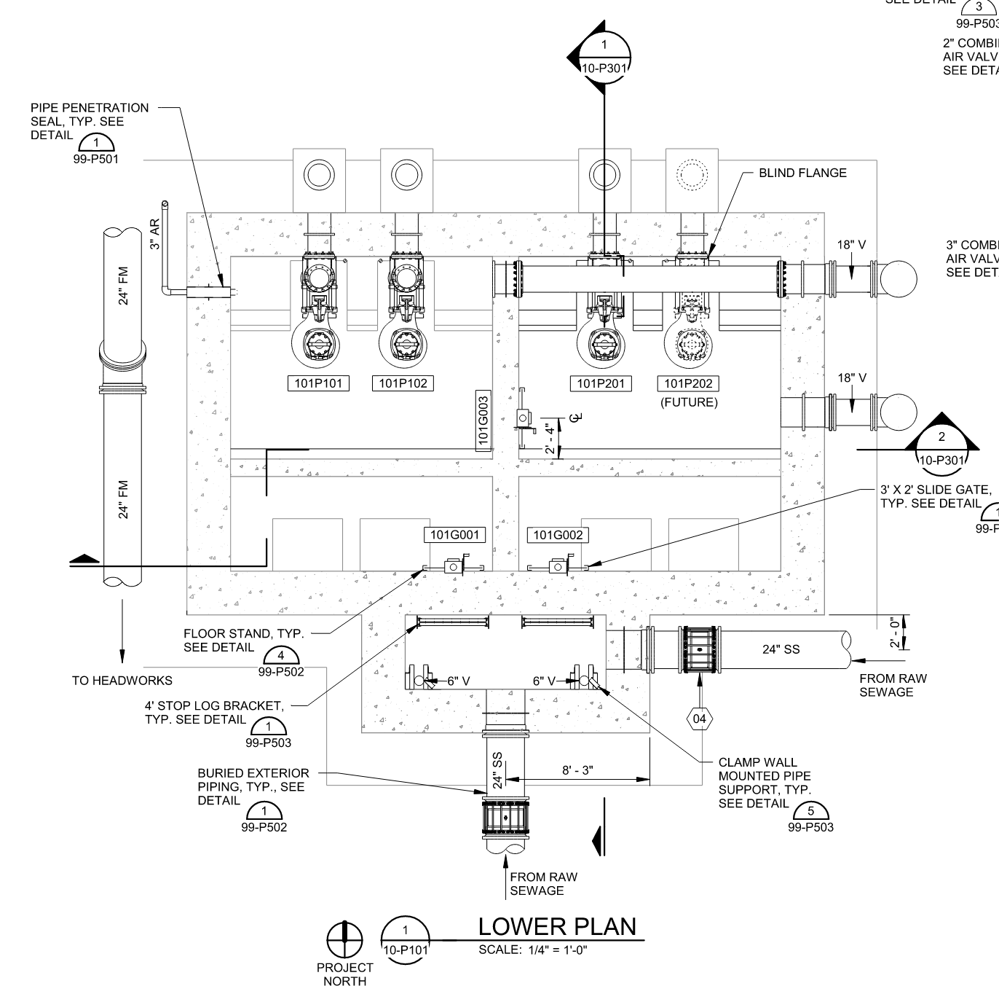 SEE DETAIL
3
99-P503
2" COMBI
AIR VALV
SEE DETA
1
10-P301
PIPE PENETRATION
SEAL, TYP. SEE
DETAIL
1
99-P501
BLIND FLANGE
3" AR
24" FM
18" V
3" COMBI
AIR VALV
SEE DET
101P101
101P102
101P201
101P202
(FUTURE)
18" V
101G003
2' - 4"
CL
2
10-P301
24" FM
3' X 2' SLIDE GATE,
TYP. SEE DETAIL
1
99-P
101G001
101G002
FLOOR STAND, TYP.
SEE DETAIL
4
99-P502
24" SS
2' - 0"
TO HEADWORKS
6" V
6" V
FROM RAW
SEWAGE
4' STOP LOG BRACKET,
TYP. SEE DETAIL
1
99-P503
04
BURIED EXTERIOR
PIPING, TYP., SEE
DETAIL
1
99-P502
24" SS
8' - 3"
CLAMP WALL
MOUNTED PIPE
SUPPORT, TYP.
SEE DETAIL
5
99-P503
FROM RAW
SEWAGE
PROJECT
NORTH
1
10-P101
LOWER PLAN
SCALE: 1/4" = 1'-0"